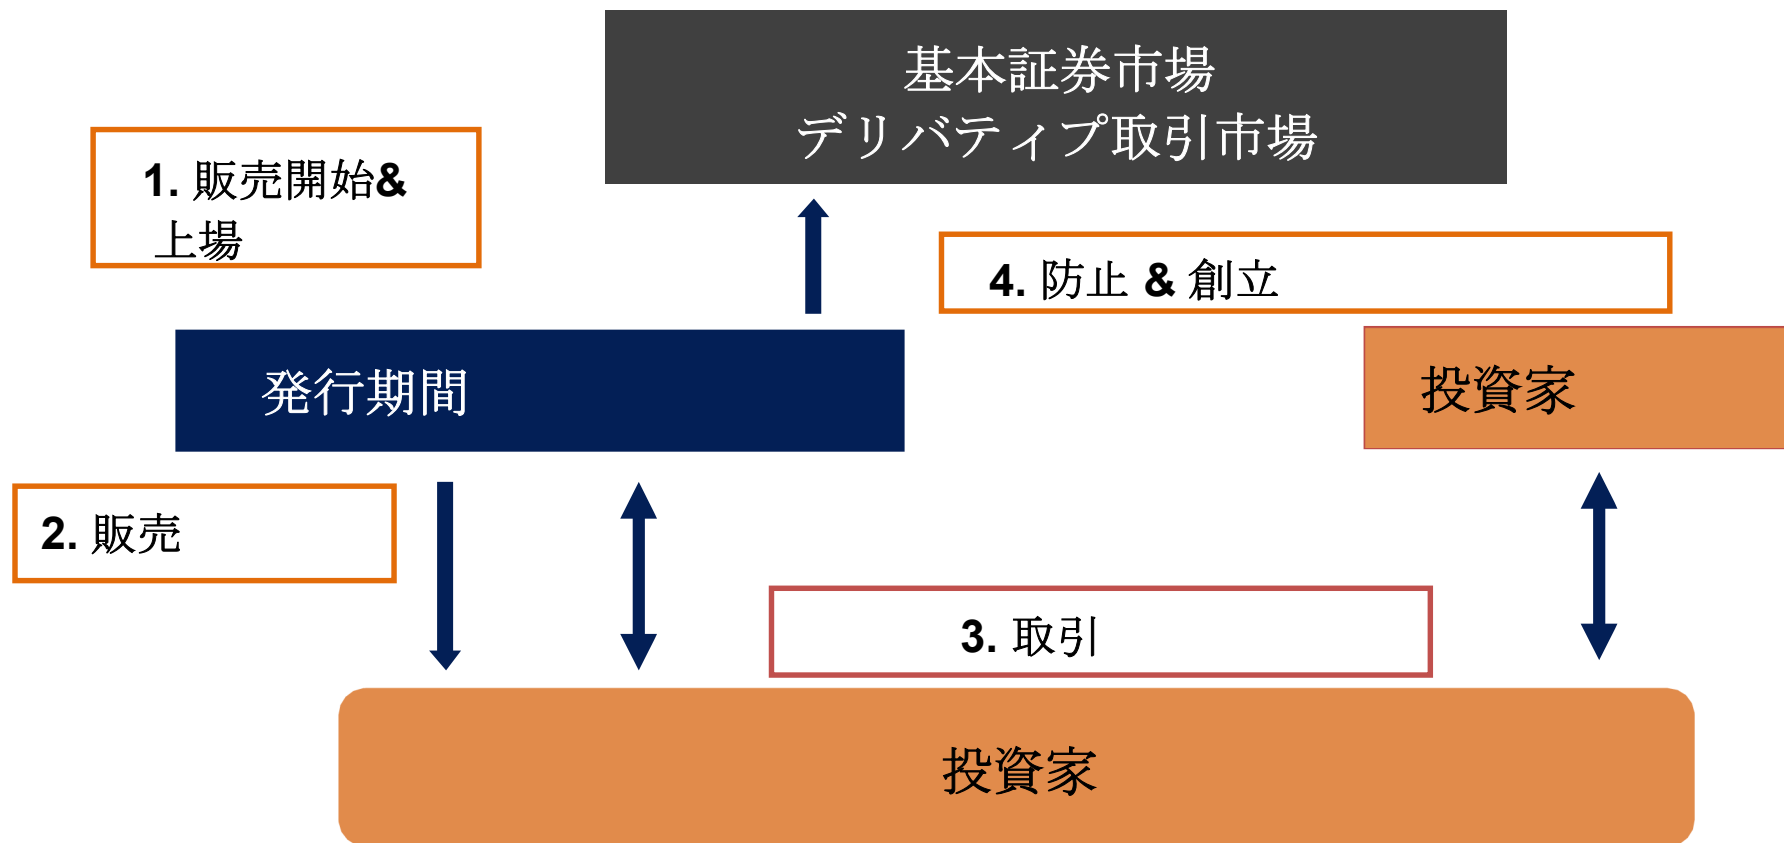 基本証券市場
デリバティプ取引市場
1. 販売開始&
上場
4. 防止 & 創立
発行期間
投資家
2. 販売
3. 取引
投資家